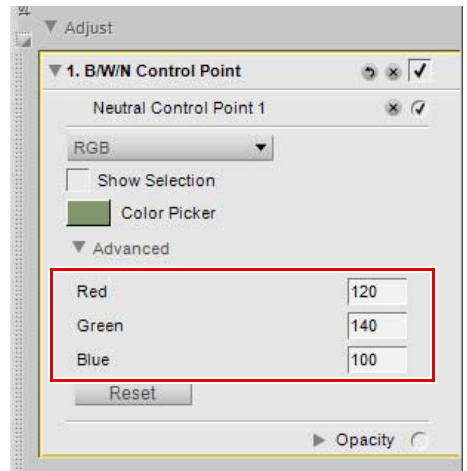 Adjust
1. B/W/N Control Point
Neutral Control Point 1
RGB
Show Selection
Color Picker
Advanced
Red 120
Green 140
Blue 100
Reset
Opacity